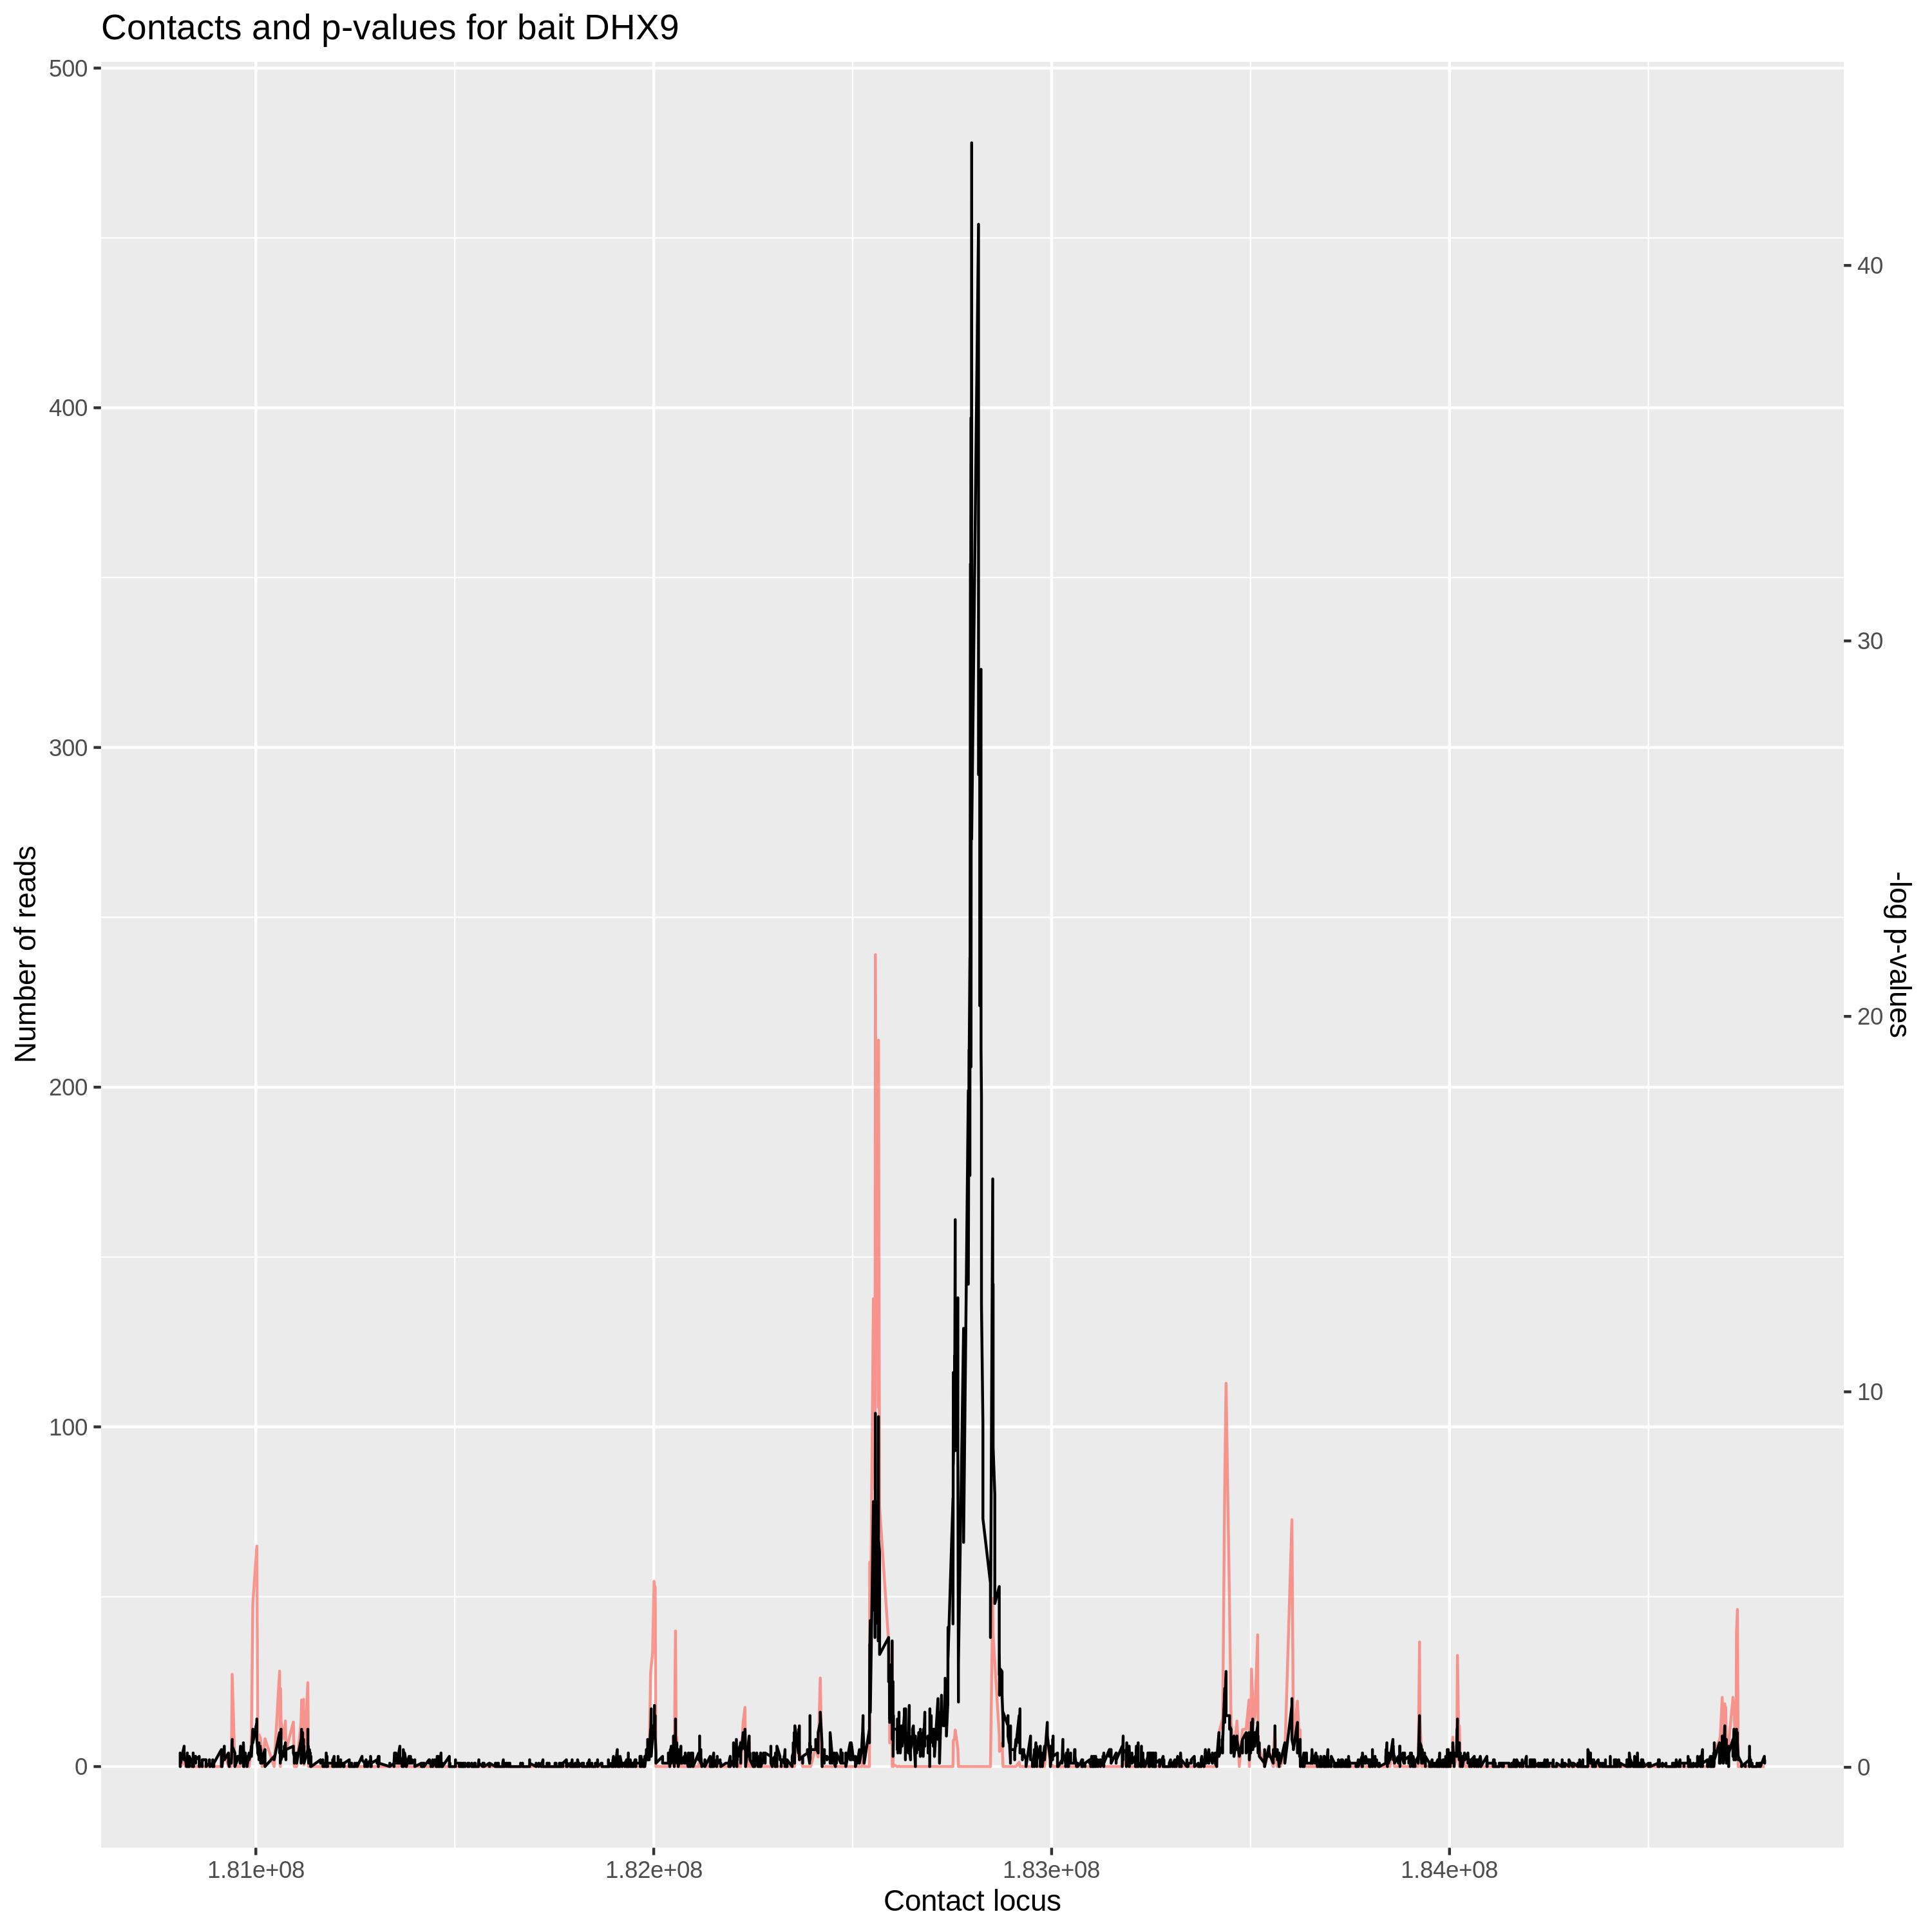 Contacts and p-values for bait DHX9
500
400
300
200
100
0
Number of reads
40
30
20
10
0
-log p-values
1.81e+08
1.82e+08
1.83e+08
1.84e+08
Contact locus